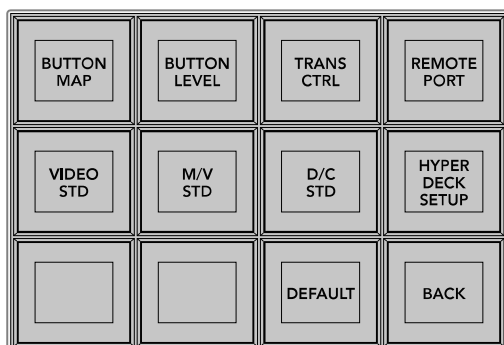 BUTTON
MAP
BUTTON
LEVEL
TRANS
CTRL
REMOTE
PORT
VIDEO
STD
M/V
STD
D/C
STD
HYPER
DECK
SETUP
DEFAULT
BACK